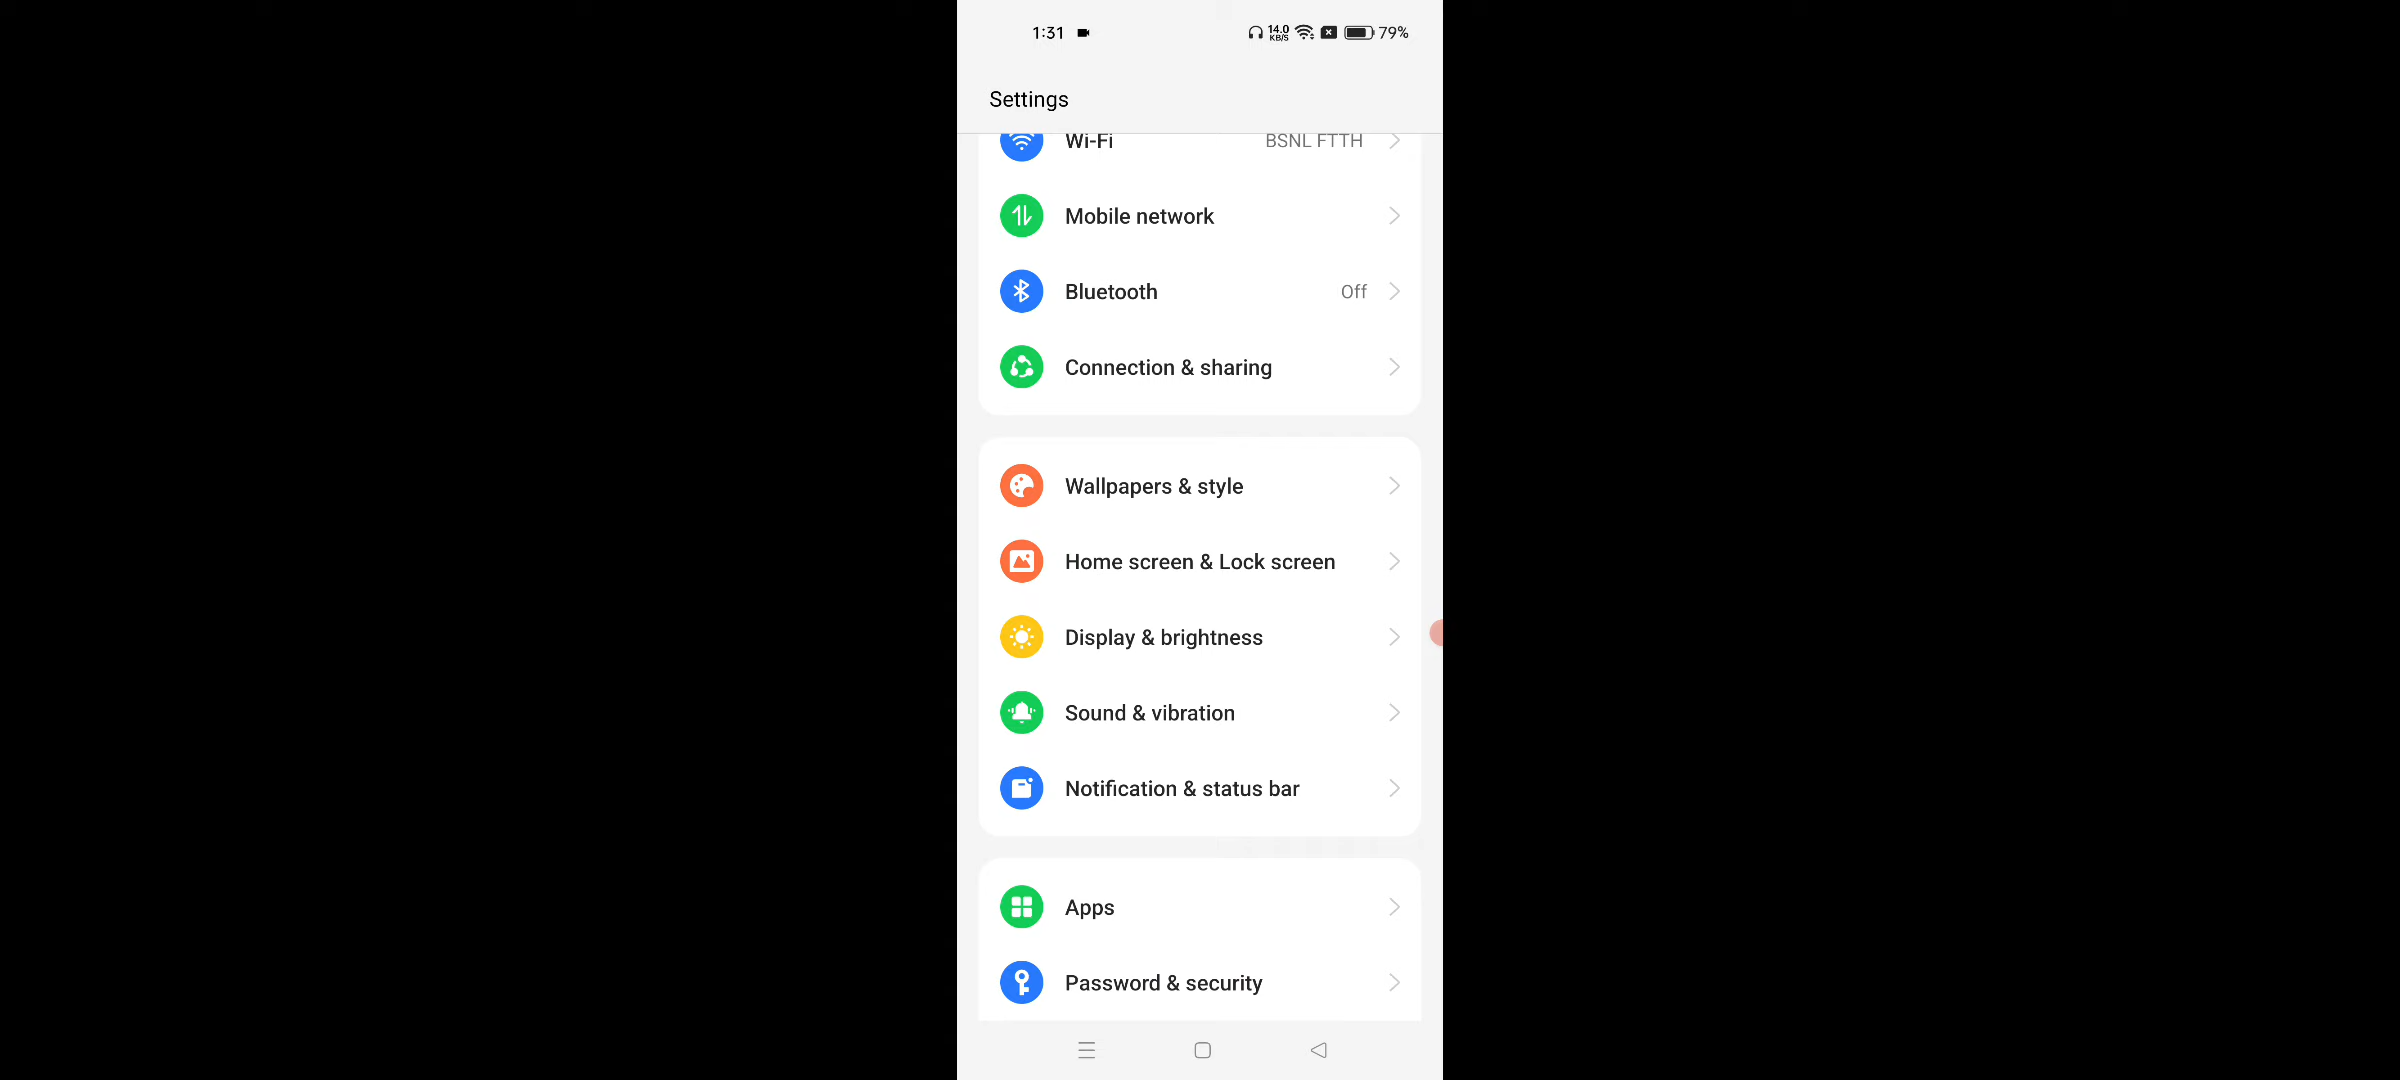 1:31 14.0 KB/S 79%
Settings
Wi-Fi BSNL FTTH
Mobile network
Bluetooth Off
Connection & sharing
Wallpapers & style
Home screen & Lock screen
Display & brightness
Sound & vibration
Notification & status bar
Apps
Password & security